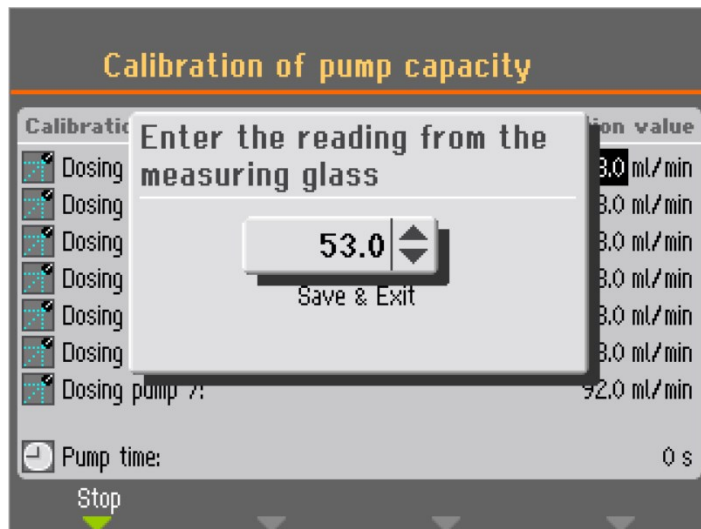 Calibration of pump capacity
Enter the reading from the
measuring glass
53.0
Save & Exit
value
Dosing 3.0 ml/min
Dosing 3.0 ml/min
Dosing 3.0 ml/min
Dosing 3.0 ml/min
Dosing 3.0 ml/min
Dosing 3.0 ml/min
Dosing pump 7: 92.0 ml/min
Pump time: 0 s
Stop